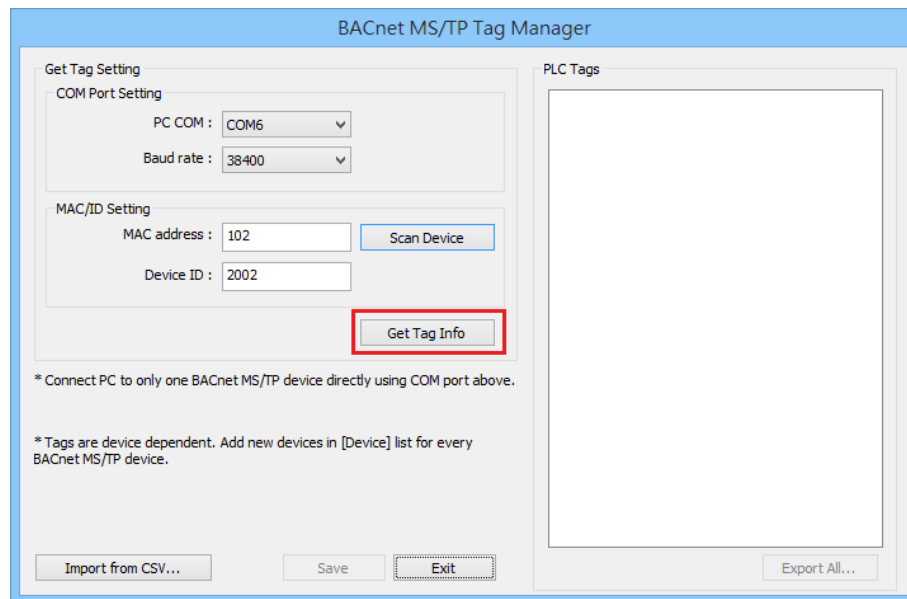 BACnet MS/TP Tag Manager
Get Tag Setting
COM Port Setting
PC COM :
COM6
Baud rate :
38400
MAC/ID Setting
MAC address :
102
Scan Device
Device ID :
2002
Get Tag Info
* Connect PC to only one BACnet MS/TP device directly using COM port above.
* Tags are device dependent. Add new devices in [Device] list for every
BACnet MS/TP device.
Import from CSV...
Save
Exit
PLC Tags
Export All...